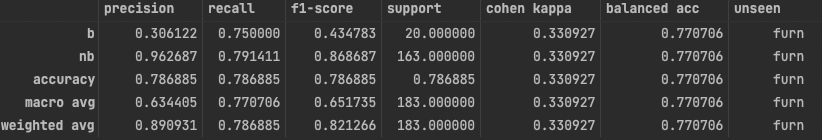 precision recall f1-score support cohen kappa balanced acc unseen
b 0.306122 0.750000 0.434783 20.000000 0.330927 0.770706 furn
nb 0.962687 0.791411 0.868687 163.000000 0.330927 0.770706 furn
accuracy 0.786885 0.786885 0.786885 0.786885 0.330927 0.770706 furn
macro avg 0.634405 0.770706 0.651735 183.000000 0.330927 0.770706 furn
weighted avg 0.890931 0.786885 0.821266 183.000000 0.330927 0.770706 furn